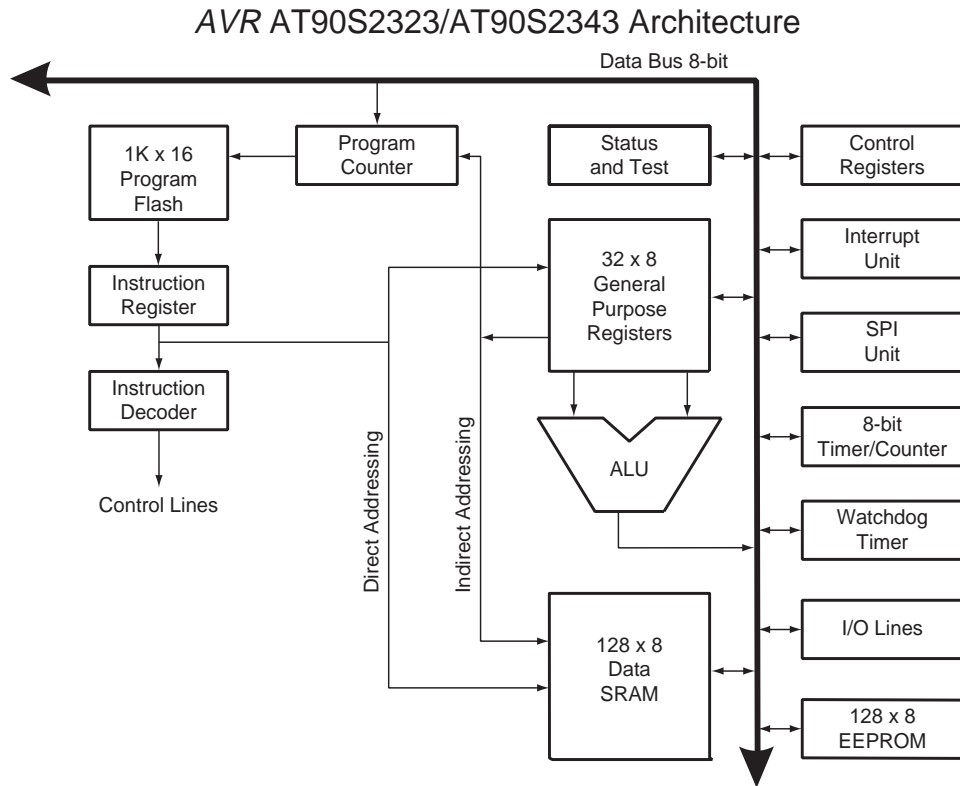 AVR AT90S2323/AT90S2343 Architecture
Data Bus 8-bit
1K x 16
Program
Flash
Program
Counter
Status
and Test
Control
Registers
Instruction
Register
32 x 8
General
Purpose
Registers
Interrupt
Unit
SPI
Unit
Instruction
Decoder
Control Lines
Direct Addressing
Indirect Addressing
ALU
8-bit
Timer/Counter
Watchdog
Timer
128 x 8
Data
SRAM
I/O Lines
128 x 8
EEPROM